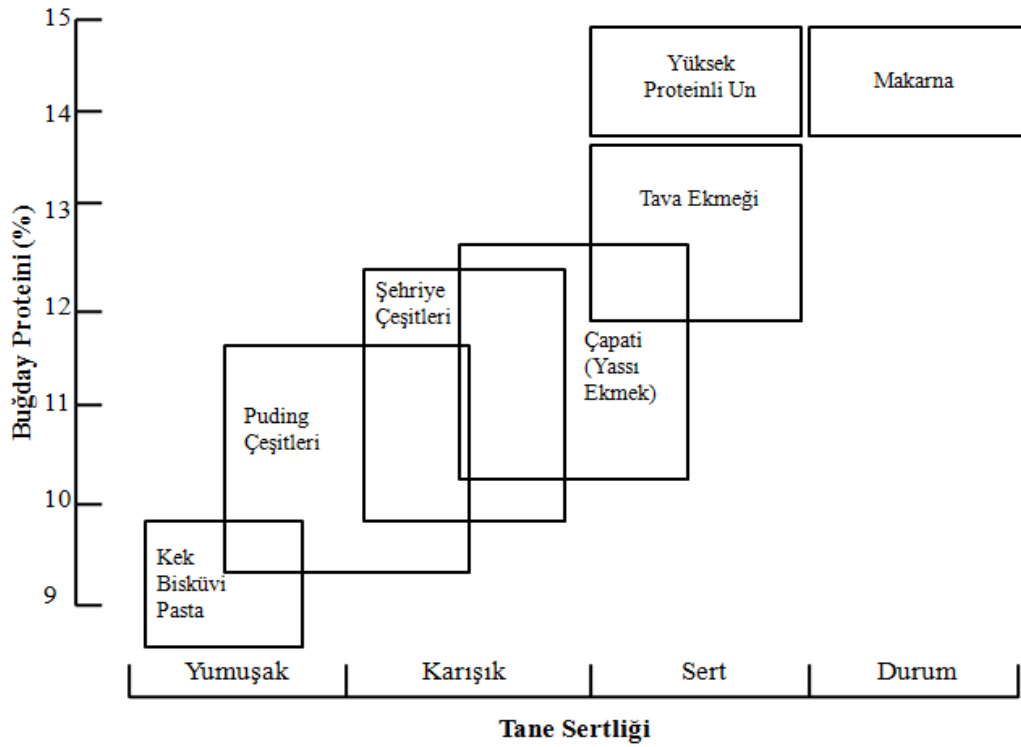 15
14
13
12
11
10
9
Buğday Proteini (%)
Yüksek
Proteinli Un
Makarna
Tava Ekmeği
Şehriye
Çeşitleri
Çapati
(Yassı
Ekmek)
Puding
Çeşitleri
Kek
Bisküvi
Pasta
Yumuşak
Karışık
Sert
Durum
Tane Sertliği